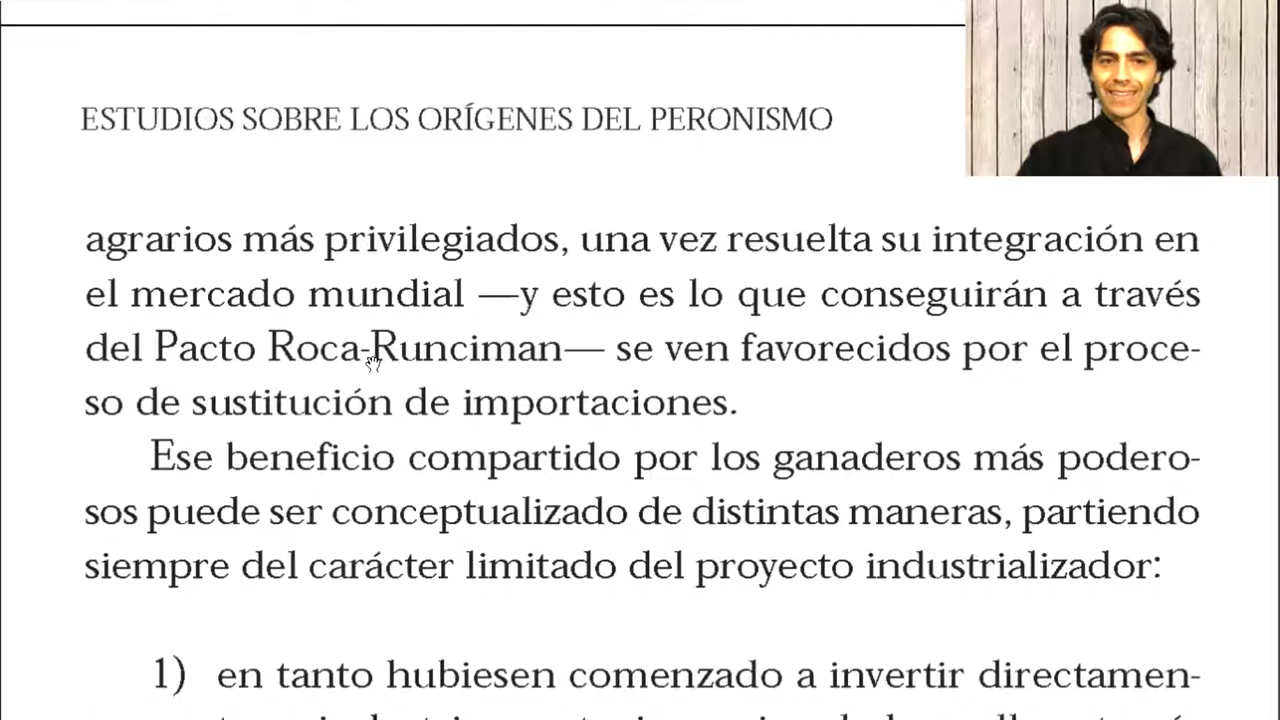 ESTUDIOS SOBRE LOS ORÍGENES DEL PERONISMO
agrarios más privilegiados, una vez resuelta su integración en
el mercado mundial —y esto es lo que conseguirán a través
del Pacto Roca-Runciman— se ven favorecidos por el proce-
so de sustitución de importaciones.
Ese beneficio compartido por los ganaderos más podero-
sos puede ser conceptualizado de distintas maneras, partiendo
siempre del carácter limitado del proyecto industrializador:
1) en tanto hubiesen comenzado a invertir directamen-